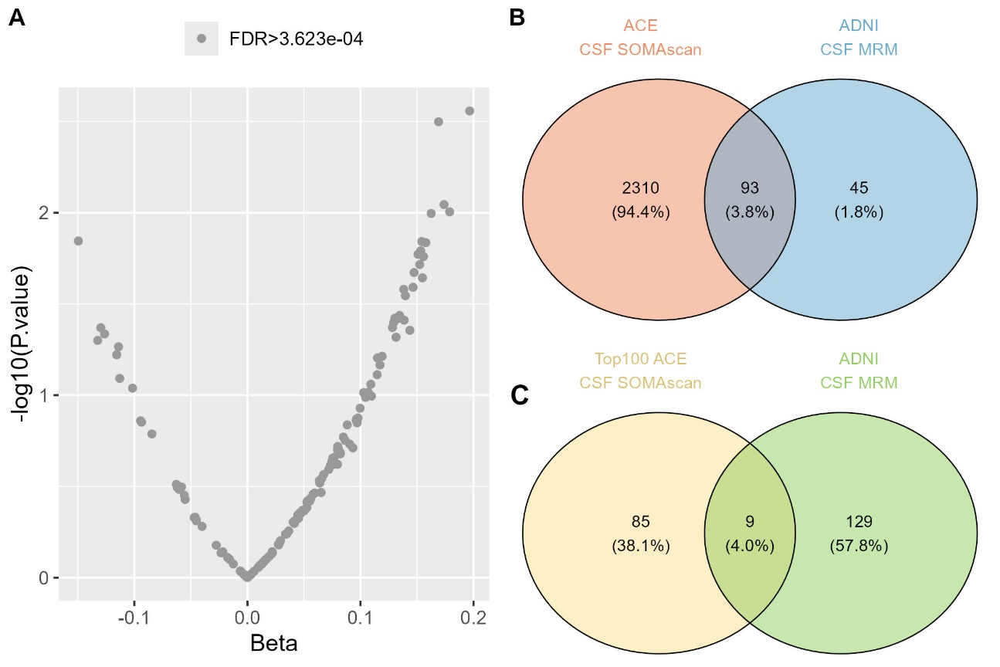 A
FDR>3.623e-04
-log10(P.value)
2
1
0
-0.1
0.0
0.1
0.2
Beta
B
ACE
CSF SOMAscan
ADNI
CSF MRM
2310
(94.4%)
93
(3.8%)
45
(1.8%)
C
Top100 ACE
CSF SOMAscan
ADNI
CSF MRM
85
(38.1%)
9
(4.0%)
129
(57.8%)